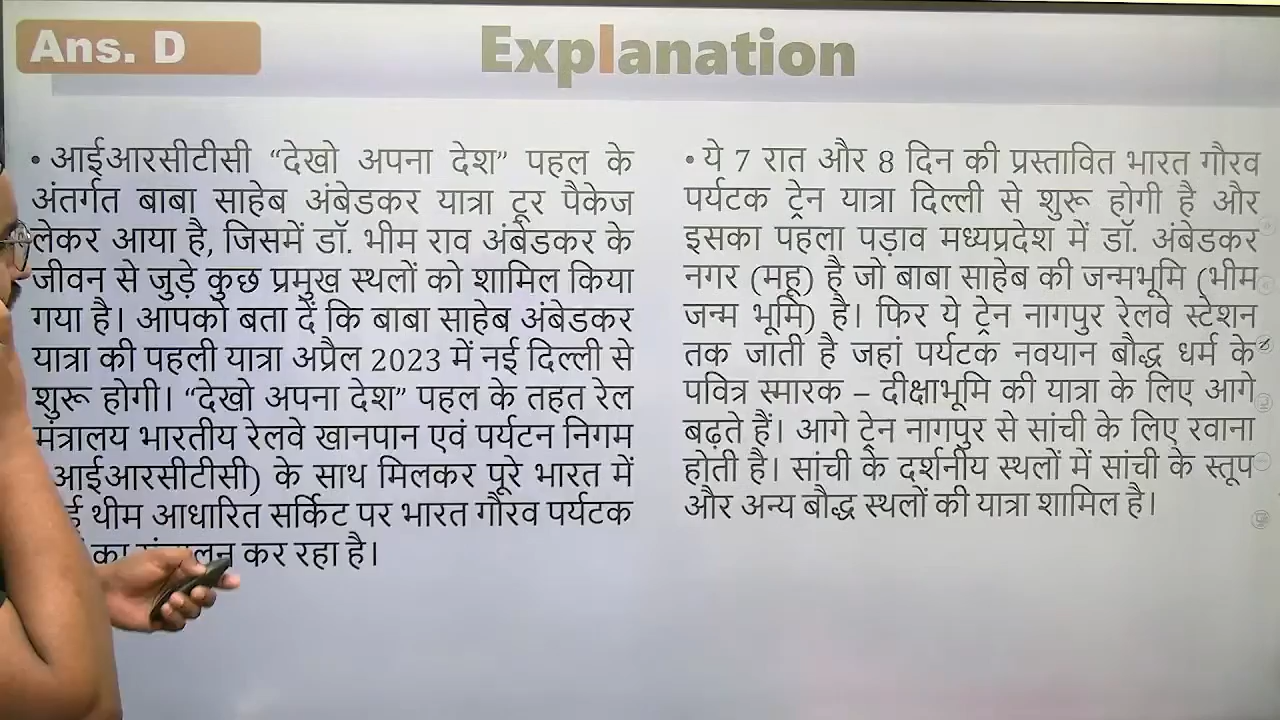 Ans. D
Explanation
• आईआरसीटीसी “देखो अपना देश” पहल के
अंतर्गत बाबा साहेब अंबेडकर यात्रा टूर पैकेज
लेकर आया है, जिसमें डॉ. भीम राव अंबेडकर के
जीवन से जुड़े कुछ प्रमुख स्थलों को शामिल किया
गया है। आपको बता दें कि बाबा साहेब अंबेडकर
यात्रा की पहली यात्रा अप्रैल 2023 में नई दिल्ली से
शुरू होगी। “देखो अपना देश” पहल के तहत रेल
मंत्रालय भारतीय रेलवे खानपान एवं पर्यटन निगम
आईआरसीटीसी) के साथ मिलकर पूरे भारत में
थीम आधारित सर्किट पर भारत गौरव पर्यटक
का कर रहा है।
• ये 7 रात और 8 दिन की प्रस्तावित भारत गौरव
पर्यटक ट्रेन यात्रा दिल्ली से शुरू होगी है और
इसका पहला पड़ाव मध्यप्रदेश में डॉ. अंबेडकर
नगर (महू) है जो बाबा साहेब की जन्मभूमि (भीम
जन्म भूमि) है। फिर ये ट्रेन नागपुर रेलवे स्टेशन
तक जाती है जहां पर्यटक नवयान बौद्ध धर्म के
पवित्र स्मारक – दीक्षाभूमि की यात्रा के लिए आगे
बढ़ते हैं। आगे ट्रेन नागपुर से सांची के लिए रवाना
होती है। सांची के दर्शनीय स्थलों में सांची के स्तूप
और अन्य बौद्ध स्थलों की यात्रा शामिल है।